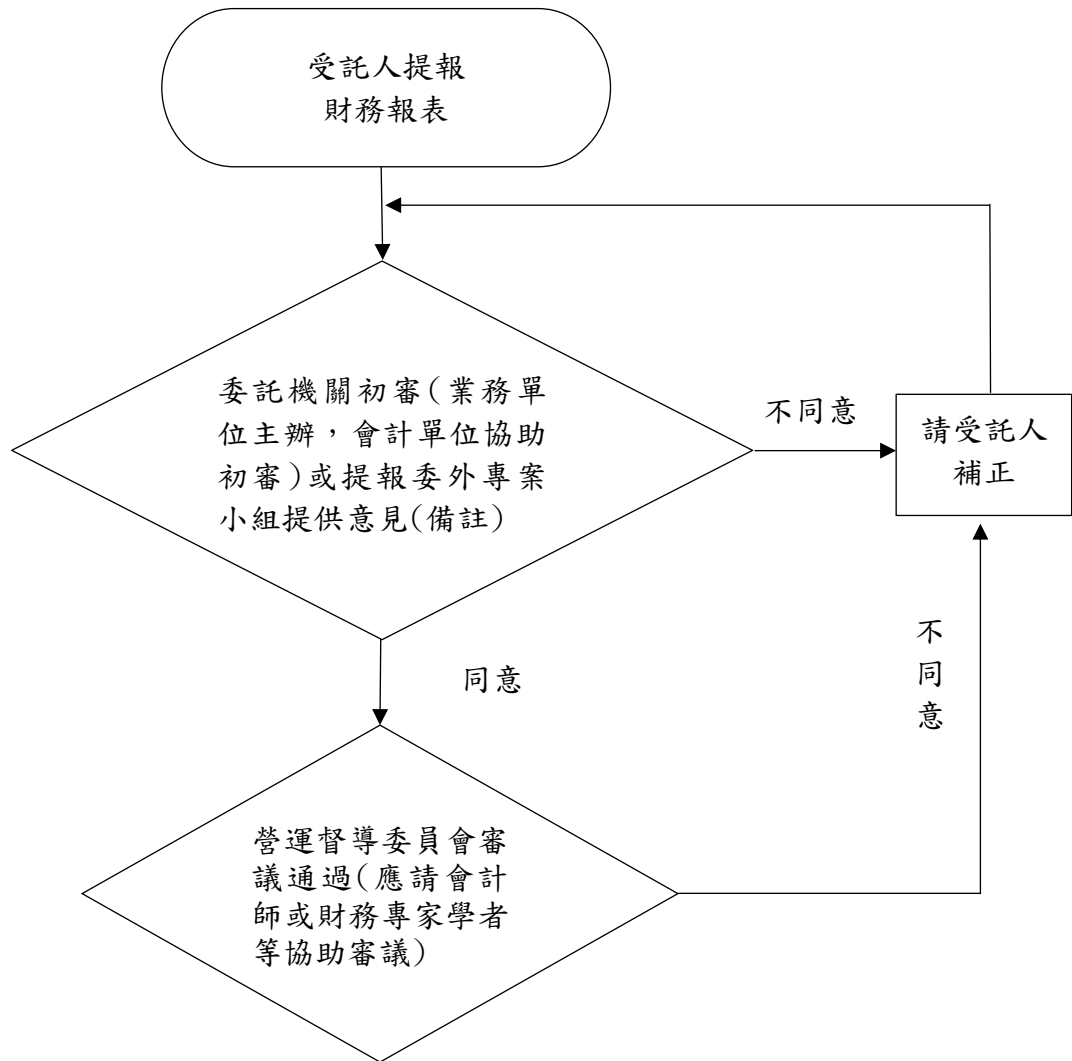 受託人提報
財務報表
委託機關初審(業務單
位主辦，會計單位協助
初審)或提報委外專案
小組提供意見(備註)
不同意
請受託人
補正
同意
不
同
意
營運督導委員會審
議通過(應請會計
師或財務專家學者
等協助審議)